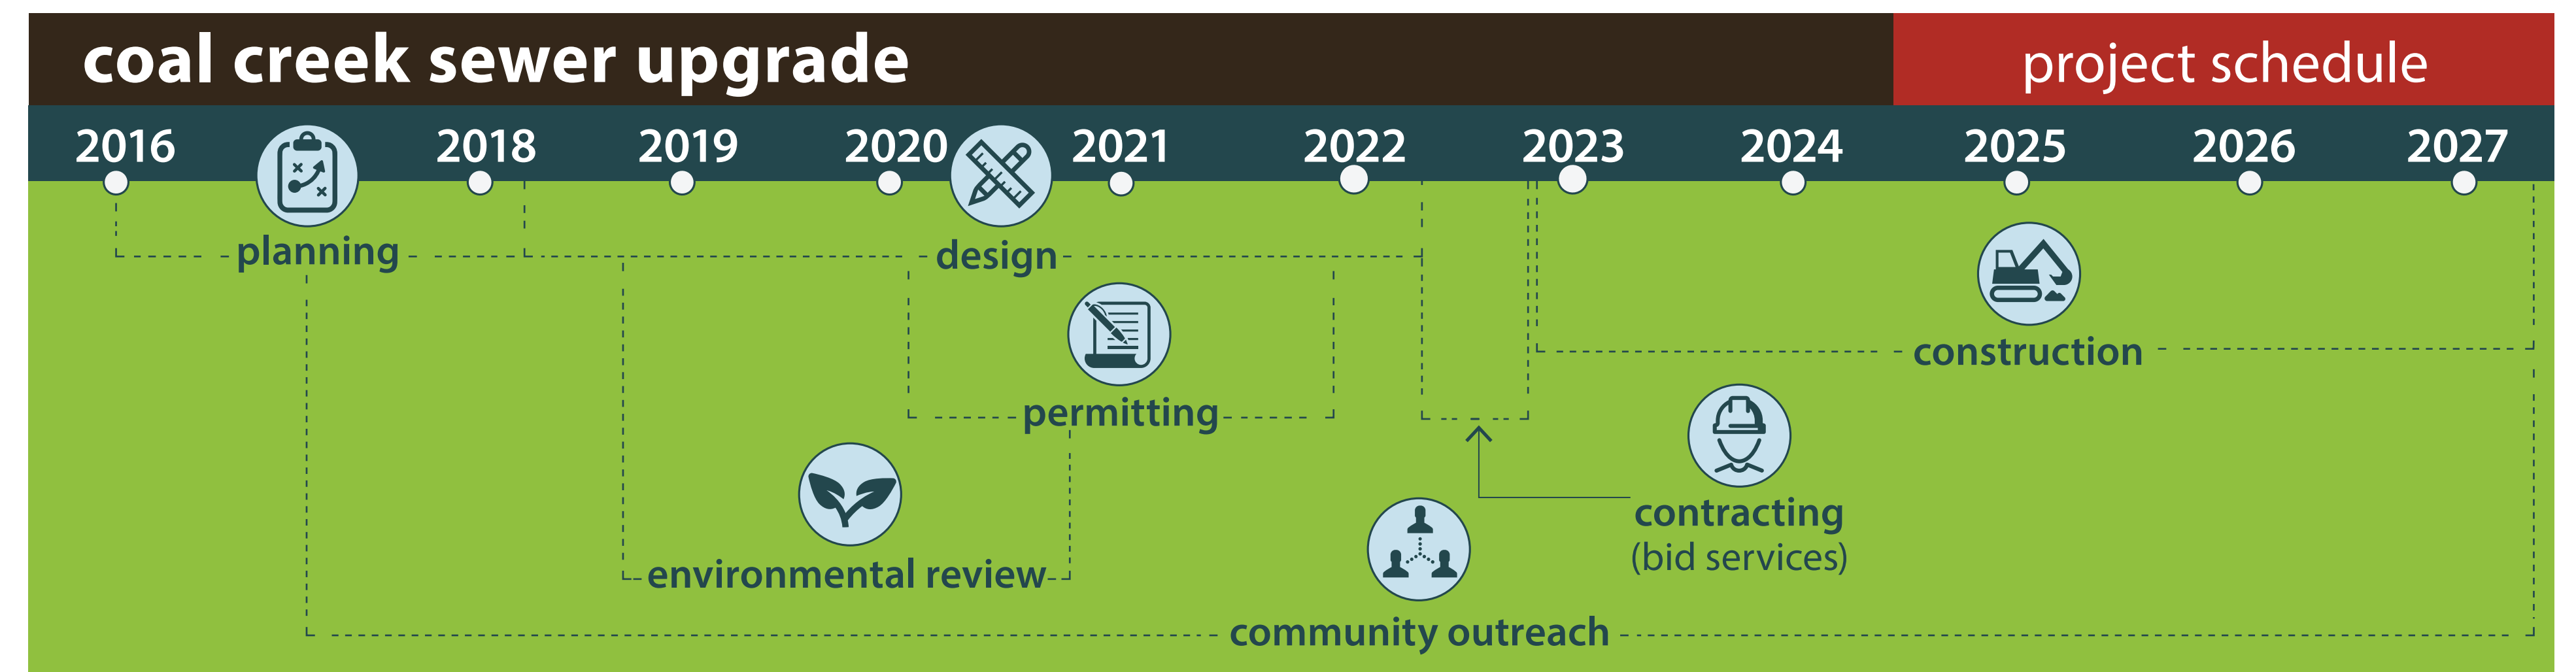 coal creek sewer upgrade
project schedule
2016 2018 2019 2020 2021 2022 2023 2024 2025 2026 2027
planning
design
construction
permitting
contracting
(bid services)
environmental review
community outreach